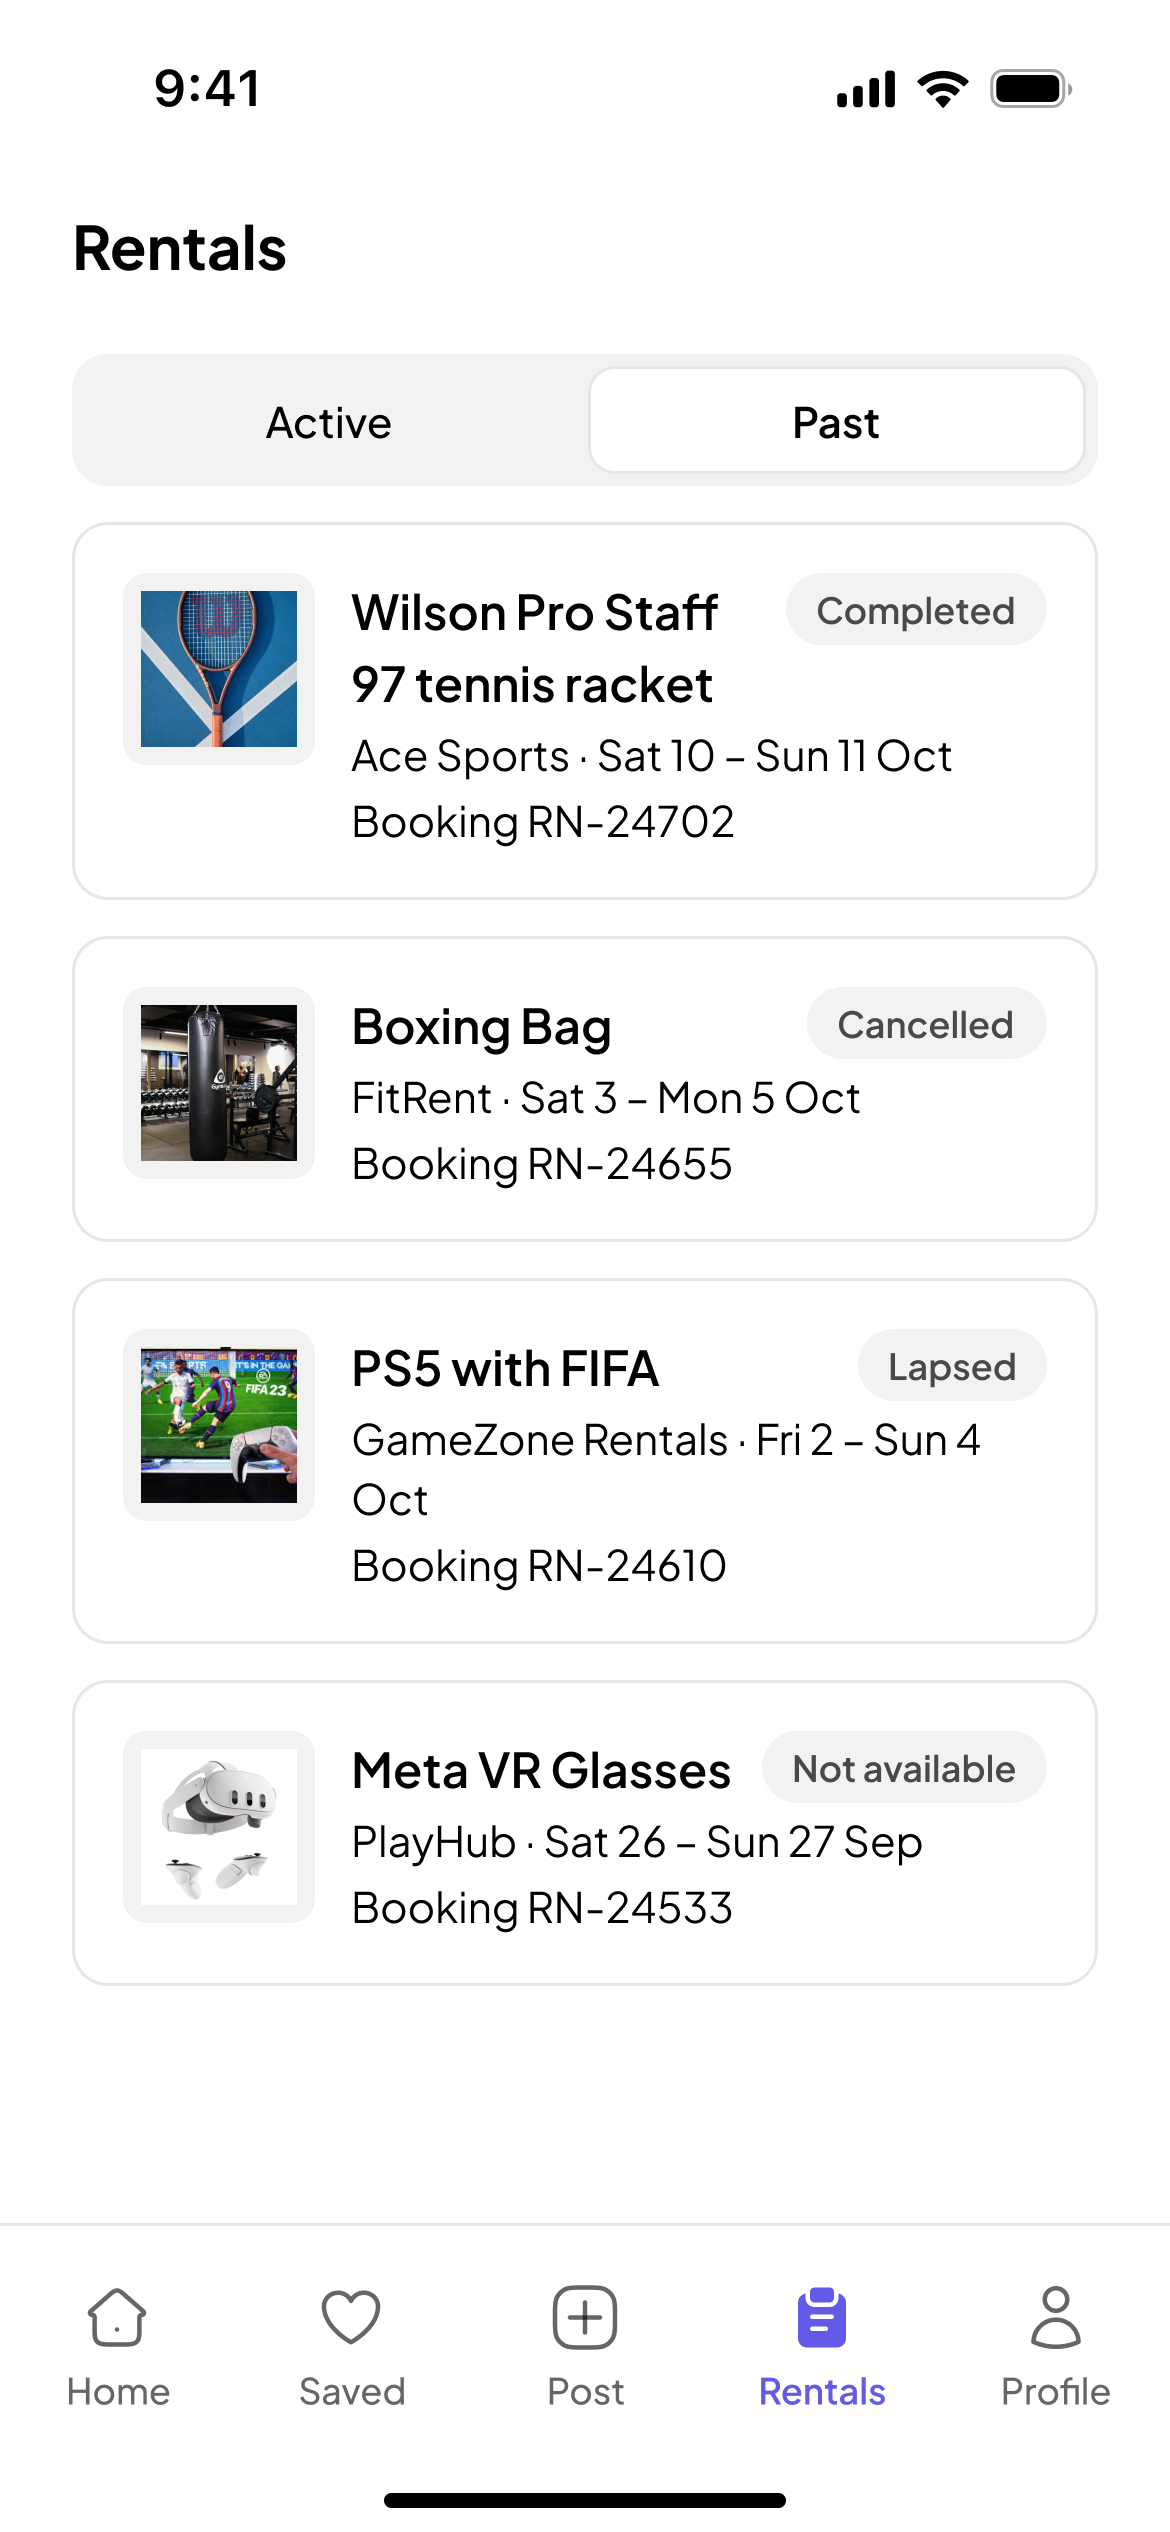 9:41
Rentals
Active
Past
Wilson Pro Staff
97 tennis racket
Completed
Ace Sports · Sat 10 – Sun 11 Oct
Booking RN-24702
Boxing Bag
Cancelled
FitRent · Sat 3 – Mon 5 Oct
Booking RN-24655
PS5 with FIFA
Lapsed
GameZone Rentals · Fri 2 – Sun 4
Oct
Booking RN-24610
FIFA 23
Meta VR Glasses
Not available
PlayHub · Sat 26 – Sun 27 Sep
Booking RN-24533
Home
Saved
Post
Rentals
Profile